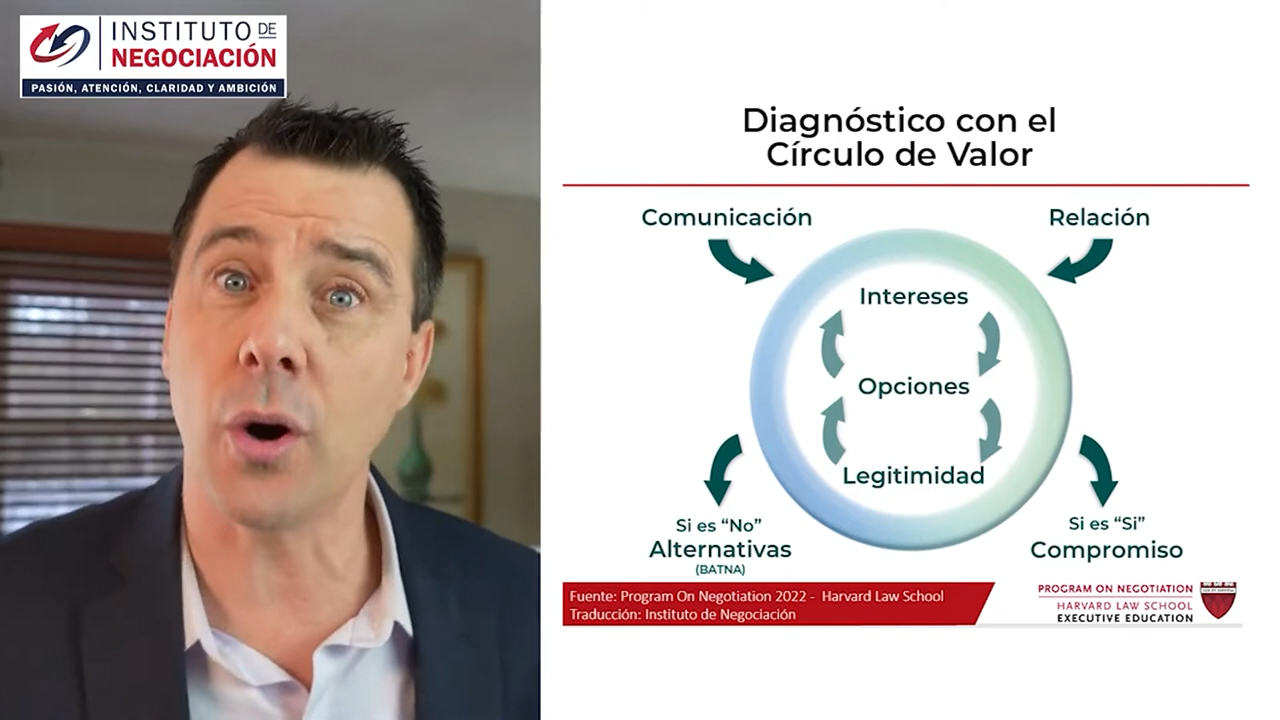 INSTITUTO DE
NEGOCIACIÓN
PASIÓN, ATENCIÓN, CLARIDAD Y AMBICIÓN
Diagnóstico con el
Círculo de Valor
Comunicación
Relación
Intereses
Opciones
Legitimidad
Si es “No”
Alternativas
(BATNA)
Si es “Si”
Compromiso
Fuente: Program On Negotiation 2022 - Harvard Law School
Traducción: Instituto de Negociación
PROGRAM ON NEGOTIATION
HARVARD LAW SCHOOL
EXECUTIVE EDUCATION